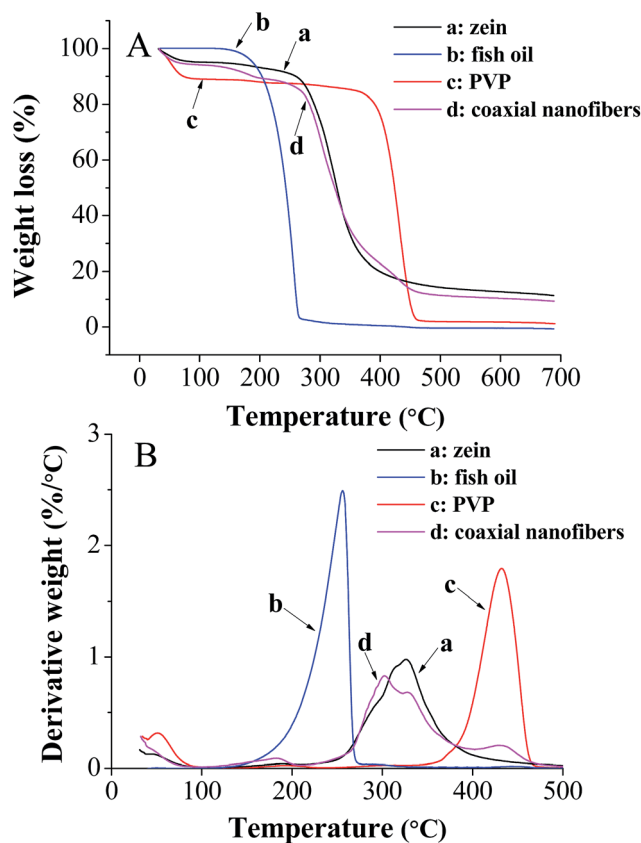 A
b
a
c
d
a: zein
b: fish oil
c: PVP
d: coaxial nanofibers
Weight loss (%)
100
80
60
40
20
0
0 100 200 300 400 500 600 700
Temperature (°C)
B
a: zein
b: fish oil
c: PVP
d: coaxial nanofibers
b
d
a
c
Derivative weight (%/°C)
3
2
1
0
0 100 200 300 400 500
Temperature (°C)